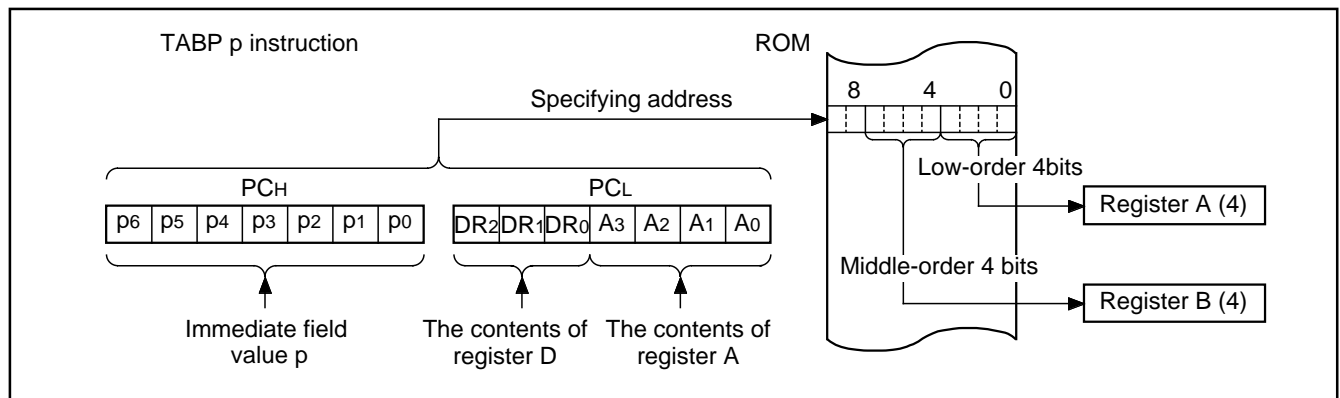 TABP p instruction
ROM
8 4 0
Specifying address
Low-order 4bits
PCH PCL
p6 p5 p4 p3 p2 p1 p0 DR2 DR1 DR0 A3 A2 A1 A0
Register A (4)
Middle-order 4 bits
Register B (4)
Immediate field
value p
The contents of
register D
The contents of
register A